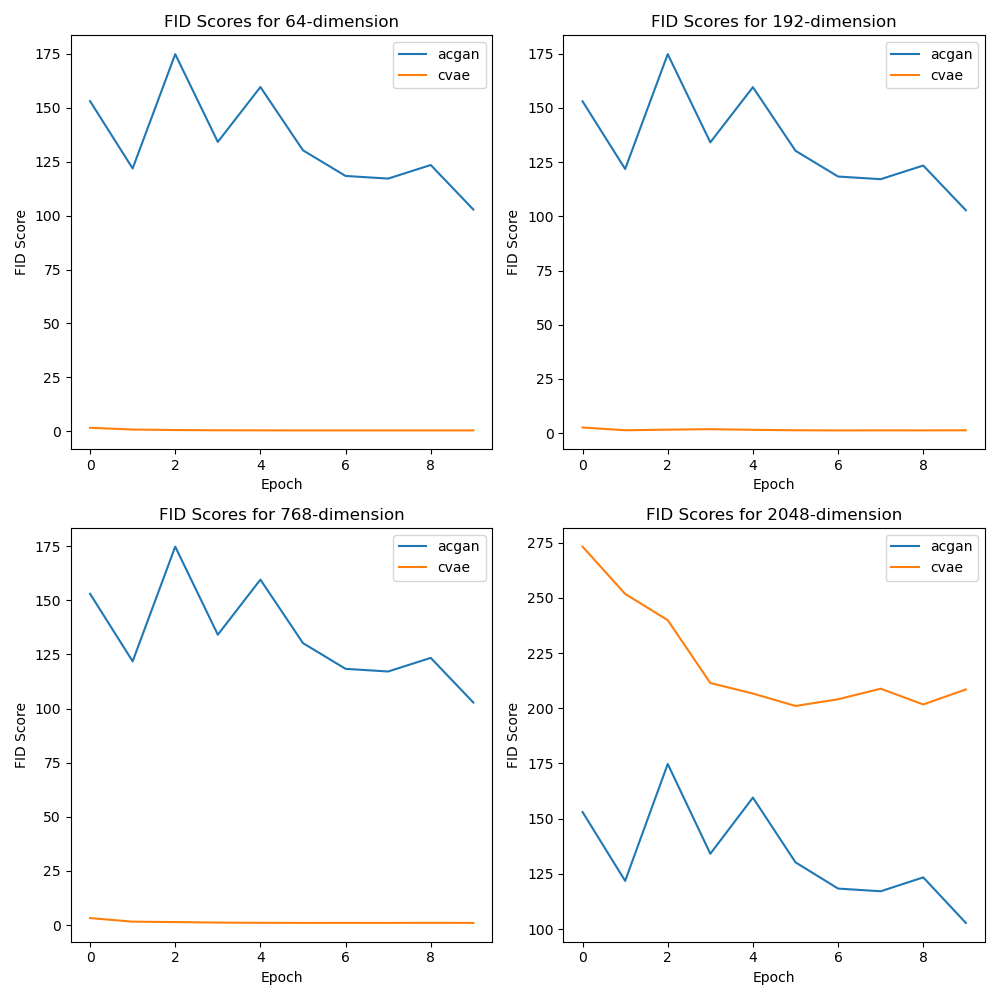 FID Scores for 64-dimension
175
150
125
100
75
50
25
0
FID Score
0 2 4 6 8
Epoch
acgan
cvae
FID Scores for 192-dimension
175
150
125
100
75
50
25
0
FID Score
0 2 4 6 8
Epoch
acgan
cvae
FID Scores for 768-dimension
175
150
125
100
75
50
25
0
FID Score
0 2 4 6 8
Epoch
acgan
cvae
FID Scores for 2048-dimension
275
250
225
200
175
150
125
100
FID Score
0 2 4 6 8
Epoch
acgan
cvae